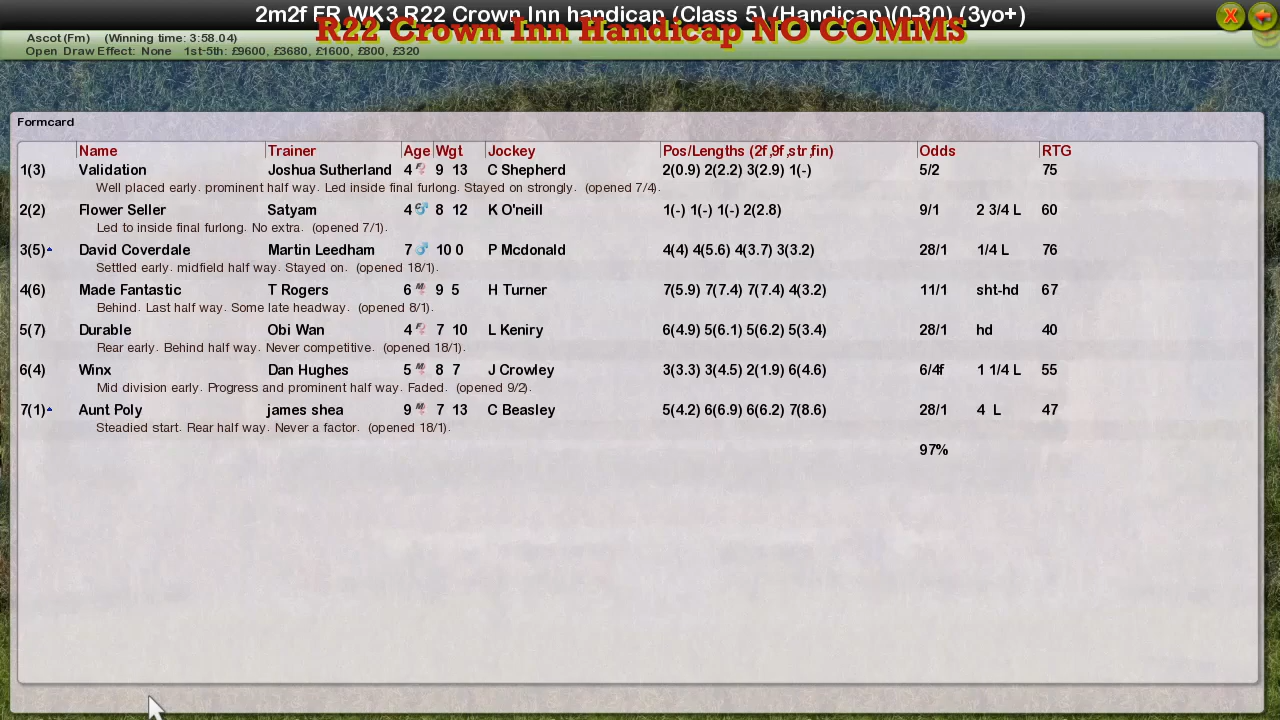 2m2f FR WK3 R22 Crown Inn handicap (Class 5) (Handicap)(0-80) (3yo+)
R22 Crown Inn Handicap NO COMMS
Ascot(Fm) (Winning time: 3:58.04)
Open Draw Effect: None 1st-5th: £9600, £3680, £1600, £800, £320
Formcard
Name Trainer Age Wgt Jockey Pos/Lengths (2f,9f,str,fin) Odds RTG
1(3) Validation Joshua Sutherland 4 9 13 C Shepherd 2(0.9) 2(2.2) 3(2.9) 1(-) 5/2 75
Well placed early. prominent half way. Led inside final furlong. Stayed on strongly. (opened 7/4).
2(2) Flower Seller Satyam 4 8 12 K O'neill 1(-) 1(-) 1(-) 2(2.8) 9/1 2 3/4 L 60
Led to inside final furlong. No extra. (opened 7/1).
3(5) David Coverdale Martin Leedham 7 10 0 P Mcdonald 4(4) 4(5.6) 4(3.7) 3(3.2) 28/1 1/4 L 76
Settled early. midfield half way. Stayed on. (opened 18/1).
4(6) Made Fantastic T Rogers 6 9 5 H Turner 7(5.9) 7(7.4) 7(7.4) 4(3.2) 11/1 sht-hd 67
Behind. Last half way. Some late headway. (opened 8/1).
5(7) Durable Obi Wan 4 7 10 L Keniry 6(4.9) 5(6.1) 5(6.2) 5(3.4) 28/1 hd 40
Rear early. Behind half way. Never competitive. (opened 18/1).
6(4) Winx Dan Hughes 5 8 7 J Crowley 3(3.3) 3(4.5) 2(1.9) 6(4.6) 6/4f 1 1/4 L 55
Mid division early. Progress and prominent half way. Faded. (opened 9/2).
7(1) Aunt Poly james shea 9 7 13 C Beasley 5(4.2) 6(6.9) 6(6.2) 7(8.6) 28/1 4 L 47
Steadied start. Rear half way. Never a factor. (opened 18/1).
97%